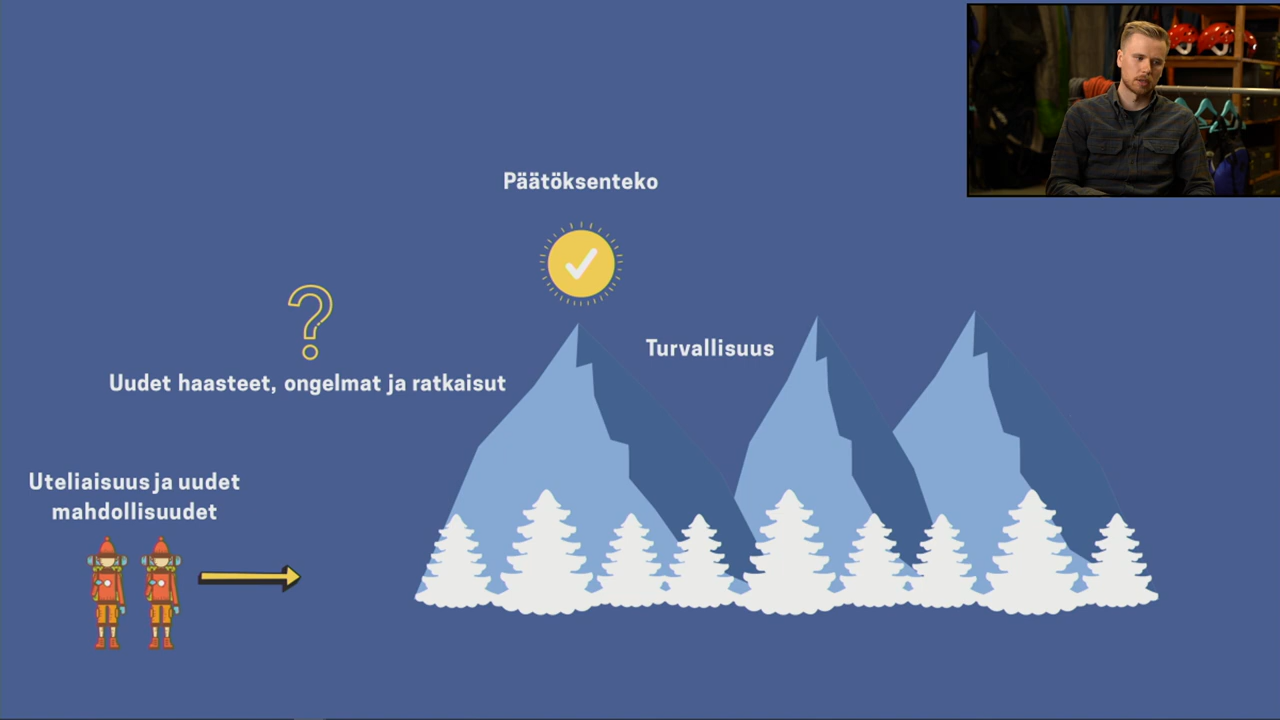 Päätöksenteko
Turvallisuus
Uudet haasteet, ongelmat ja ratkaisut
Uteliaisuus ja uudet
mahdollisuudet